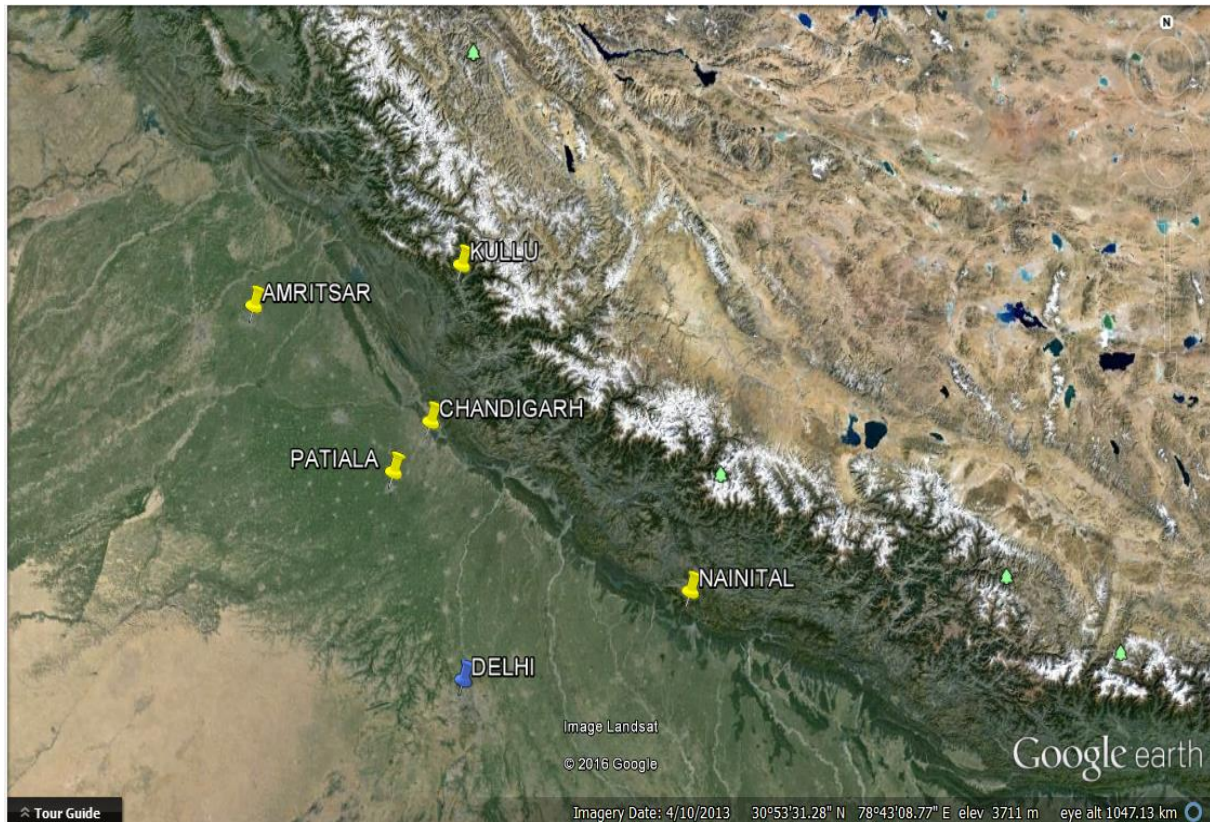 N
KULLU
AMRITSAR
CHANDIGARH
PATIALA
NAINITAL
DELHI
Image Landsat
© 2016 Google
Google earth
Tour Guide
Imagery Date: 4/10/2013 30°53'31.28" N 78°43'08.77" E elev 3711 m eye alt 1047.13 km